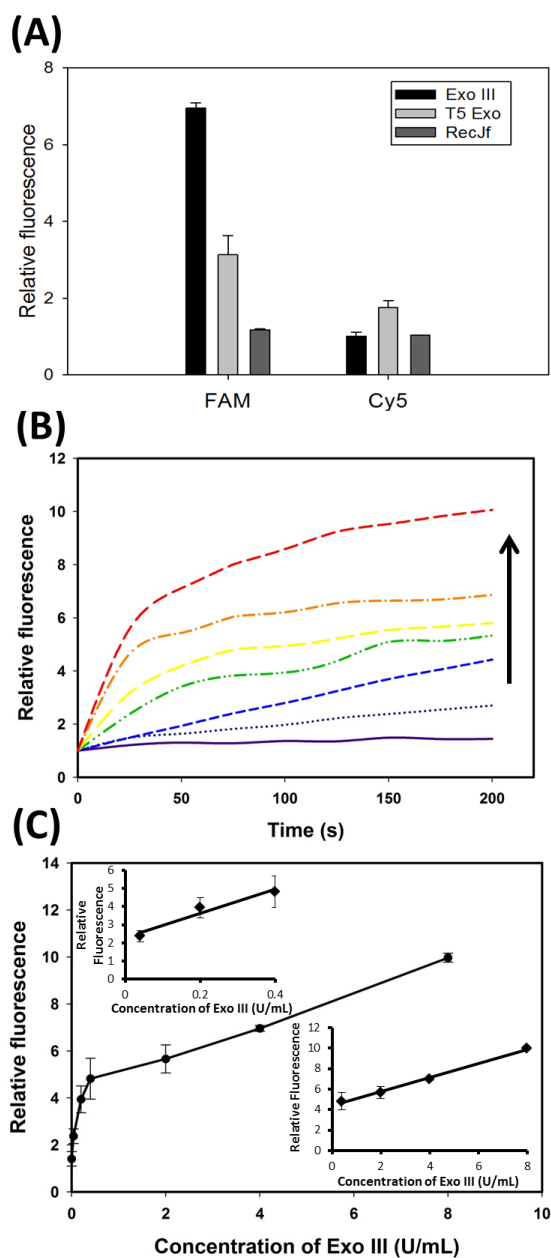 (A)
8
6
4
2
0
Relative fluorescence
Exo III
T5 Exo
RecJf
FAM
Cy5
(B)
12
10
8
6
4
2
0
Relative fluorescence
0
50
100
150
200
Time (s)
(C)
14
12
10
8
6
4
2
0
Relative fluorescence
6
5
4
3
2
1
0
Relative
Fluorescence
0
0.2
0.4
Concentration of Exo III (U/mL)
12
10
8
6
4
2
0
Relative Fluorescence
0
2
4
6
8
Concentration of Exo III (U/mL)
0
2
4
6
8
10
Concentration of Exo III (U/mL)